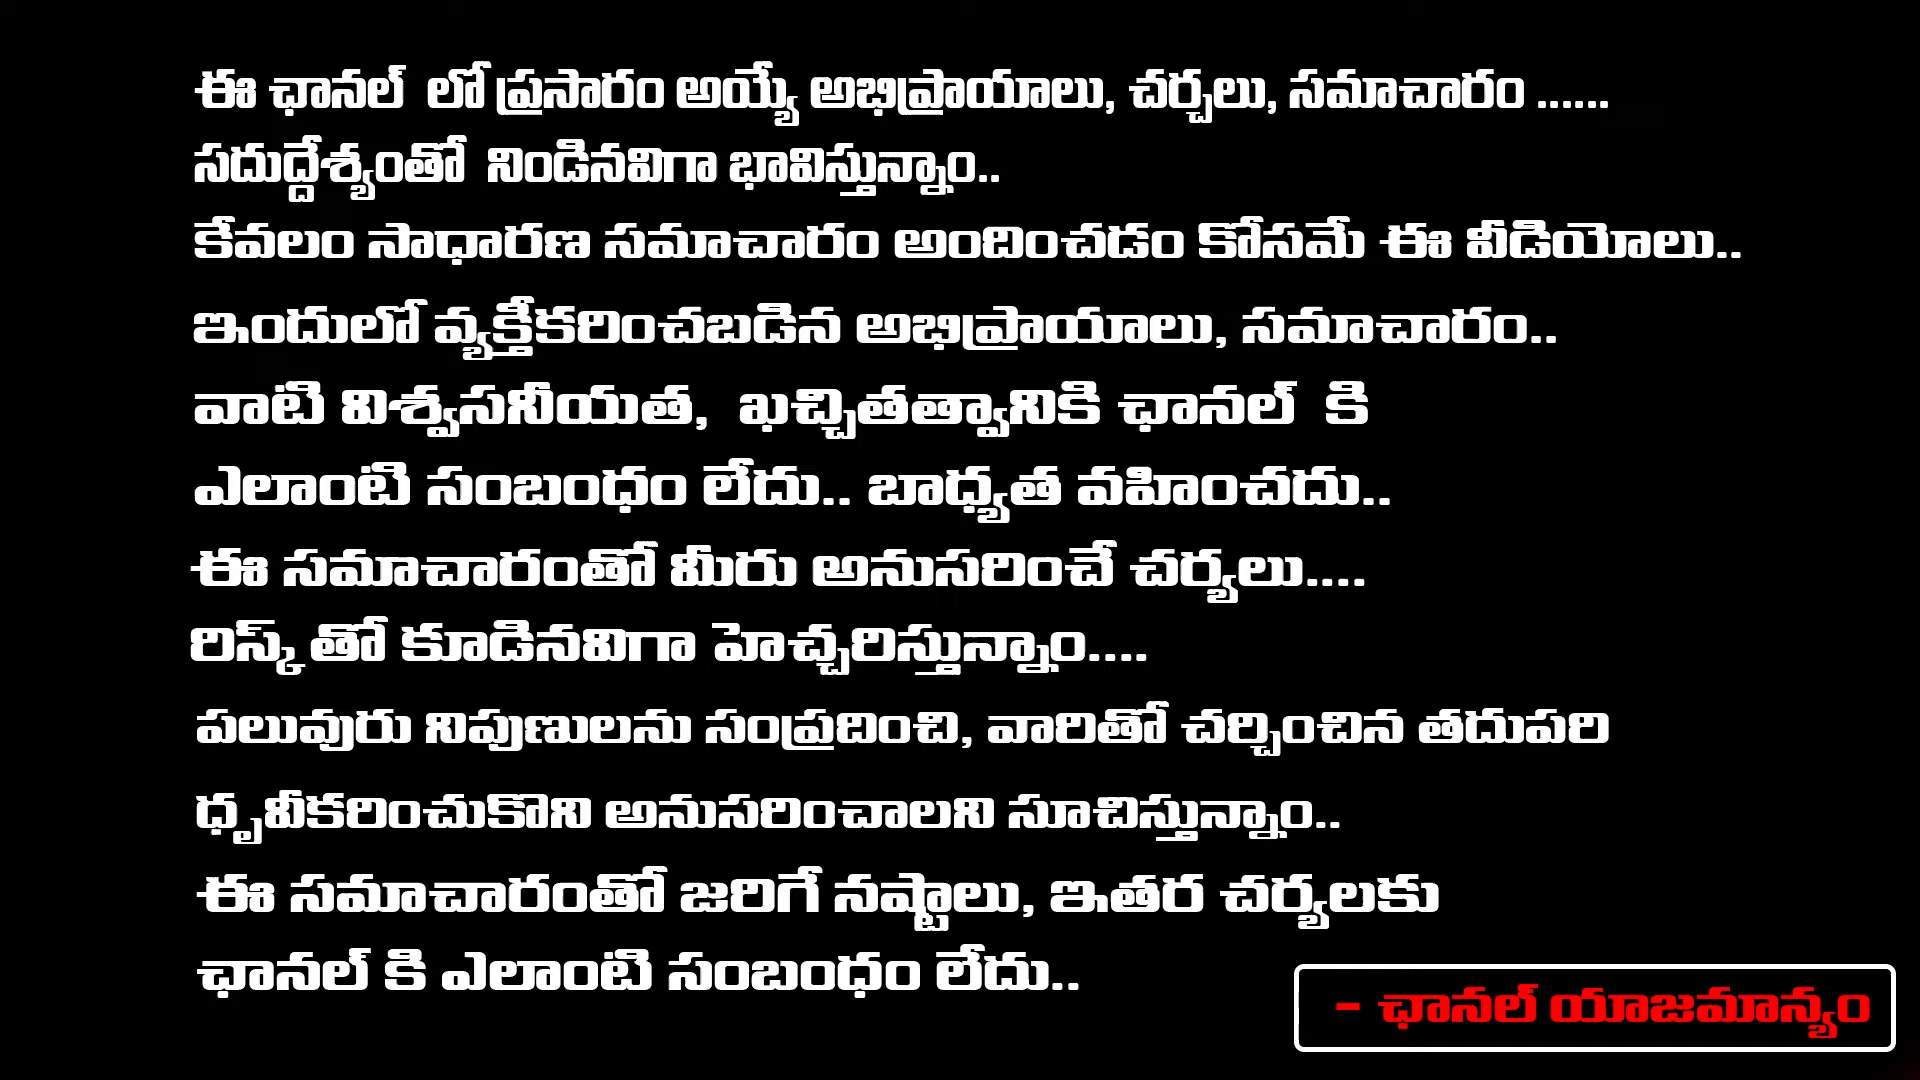 ఈ ఛానల్ లో ప్రసారం అయ్యే అభిప్రాయాలు, చర్చలు, సమాచారం ......
సదుద్దేశ్యంతో నిండినవిగా భావిస్తున్నాం..
కేవలం సాధారణ సమాచారం అందించడం కోసమే ఈ వీడియోలు..
ఇందులో వ్యక్తీకరించబడిన అభిప్రాయాలు, సమాచారం..
వాటి విశ్వసనీయత, ఖచ్చితత్వానికి ఛానల్ కి
ఎలాంటి సంబంధం లేదు.. బాధ్యత వహించదు..
ఈ సమాచారంతో మీరు అనుసరించే చర్యలు....
రిస్క్ తో కూడినవిగా హెచ్చరిస్తున్నాం....
పలువురు నిపుణులను సంప్రదించి, వారితో చర్చించిన తదుపరి
ధృవీకరించుకొని అనుసరించాలని సూచిస్తున్నాం..
ఈ సమాచారంతో జరిగే నష్టాలు, ఇతర చర్యలకు
ఛానల్ కి ఎలాంటి సంబంధం లేదు..
- ఛానల్ యాజమాన్యం